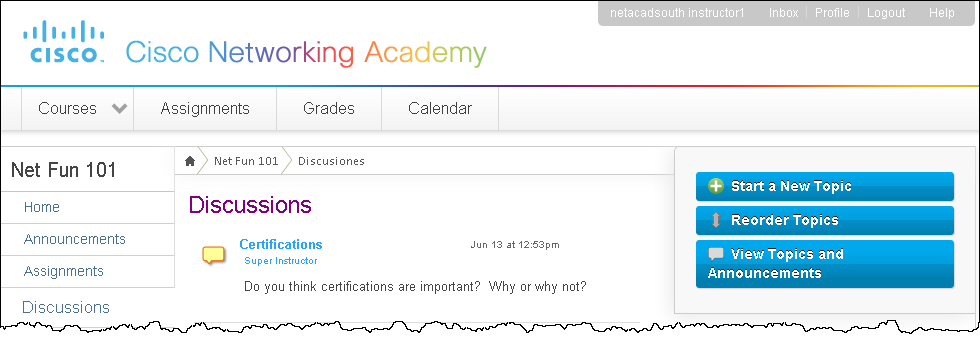 netacadsouth instructor1 Inbox Profile Logout Help
CISCO. Cisco Networking Academy
Courses Assignments Grades Calendar
Net Fun 101
Home
Announcements
Assignments
Discussions
Net Fun 101 Discusiones
Discussions
Certifications Jun 13 at 12:53pm
Super Instructor
Do you think certifications are important? Why or why not?
Start a New Topic
Reorder Topics
View Topics and
Announcements